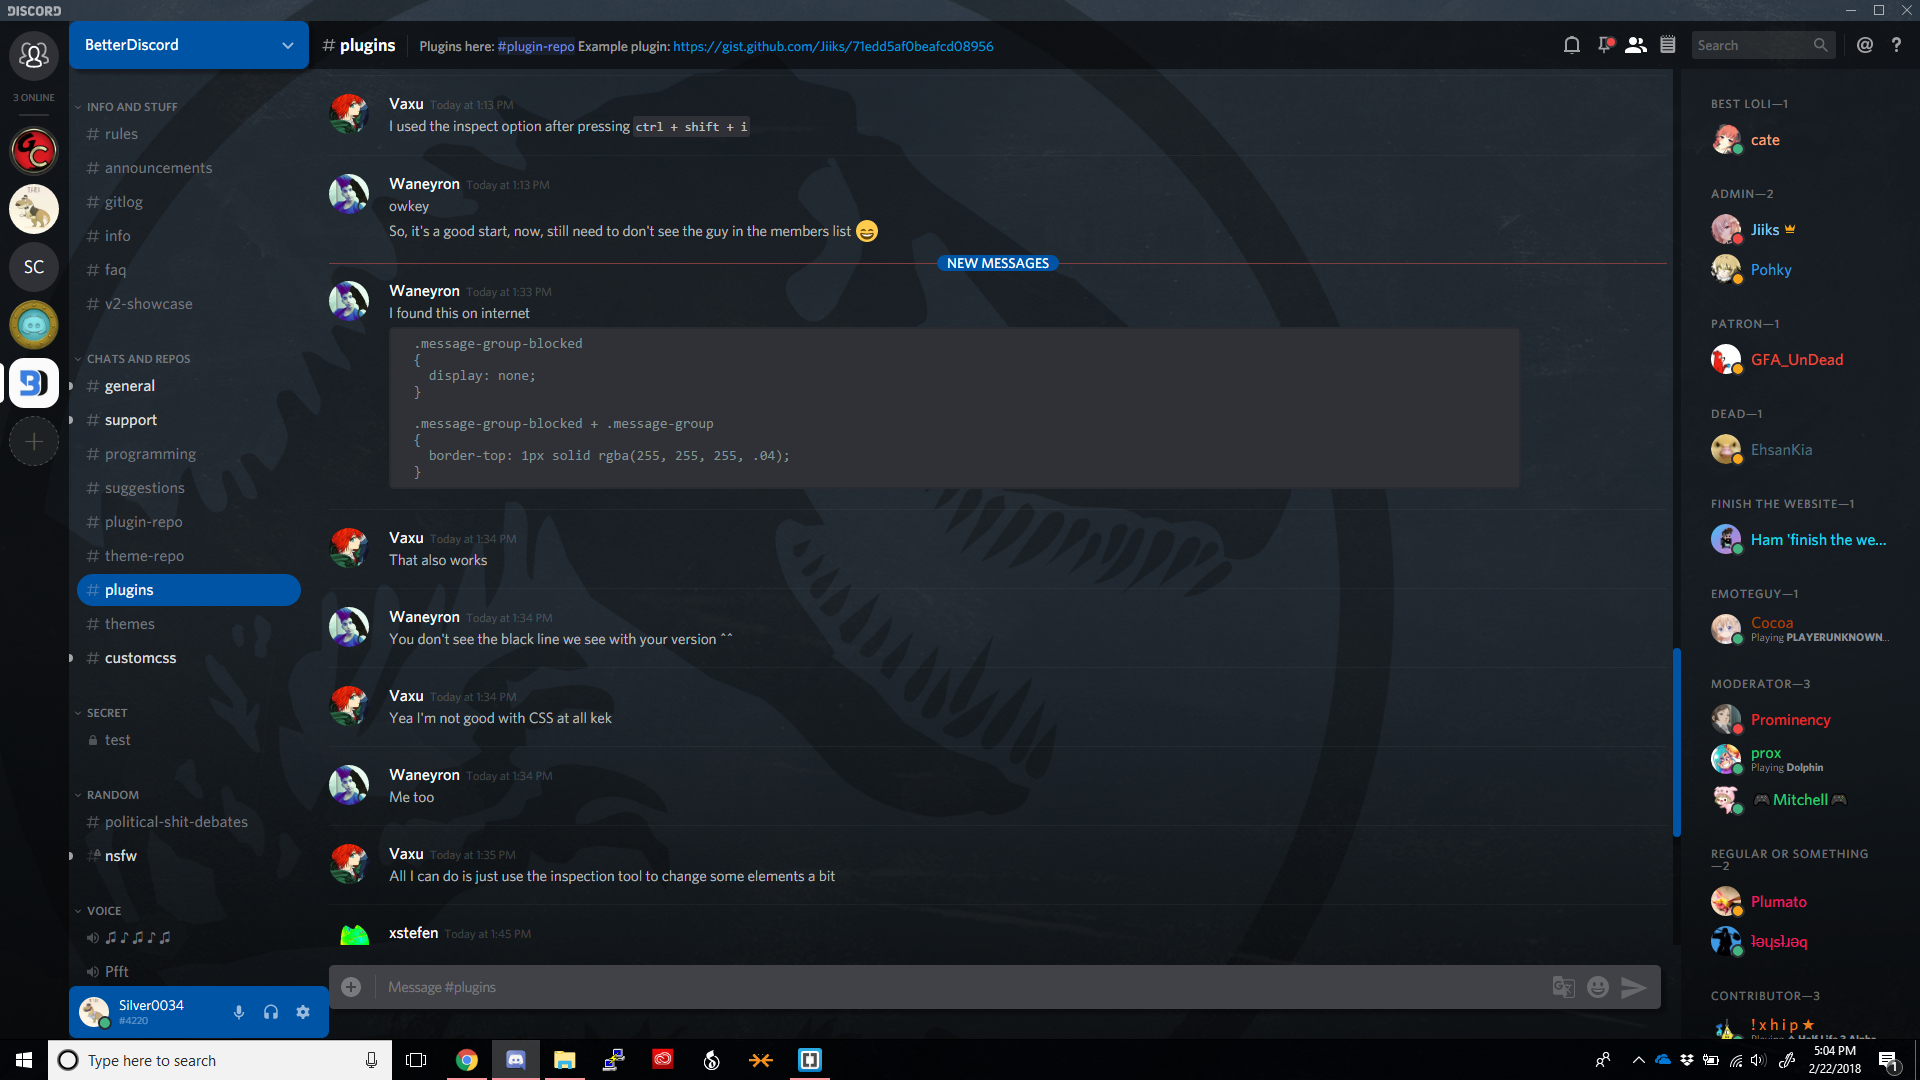 DISCORD
BetterDiscord
# plugins
Plugins here: #plugin-repo Example plugin: https://gist.github.com/Jiiks/71edd5af0beafcd08956
Search
@ ?
3 ONLINE
SC
INFO AND STUFF
# rules
# announcements
# gitlog
# info
# faq
# v2-showcase
CHATS AND REPOS
# general
# support
# programming
# suggestions
# plugin-repo
# theme-repo
# plugins
# themes
# customcss
SECRET
test
RANDOM
# political-shit-debates
# nsfw
VOICE
♫ ♪ ♫ ♪ ♫
Pfft
Silver0034
#4220
Vaxu Today at 1:13 PM
I used the inspect option after pressing ctrl + shift + i
Waneyron Today at 1:13 PM
owkey
So, it's a good start, now, still need to don't see the guy in the members list 😄
NEW MESSAGES
Waneyron Today at 1:33 PM
I found this on internet
.message-group-blocked
{
display: none;
}
.message-group-blocked + .message-group
{
border-top: 1px solid rgba(255, 255, 255, .04);
}
Vaxu Today at 1:34 PM
That also works
Waneyron Today at 1:34 PM
You don't see the black line we see with your version ^^
Vaxu Today at 1:34 PM
Yea I'm not good with CSS at all kek
Waneyron Today at 1:34 PM
Me too
Vaxu Today at 1:35 PM
All I can do is just use the inspection tool to change some elements a bit
xstefen Today at 1:45 PM
Message #plugins
BEST LOLI—1
cate
ADMIN—2
Jiiks
Pohky
PATRON—1
GFA_UnDead
DEAD—1
EhsanKia
FINISH THE WEBSITE—1
Ham 'finish the we...
EMOTEGUY—1
Cocoa
Playing PLAYERUNKNOWN...
MODERATOR—3
Prominency
prox
Playing Dolphin
🎮Mitchell🎮
REGULAR OR SOMETHING
—2
Plumato
CONTRIBUTOR—3
! x h i p ★
Type here to search
5:04 PM
2/22/2018
1